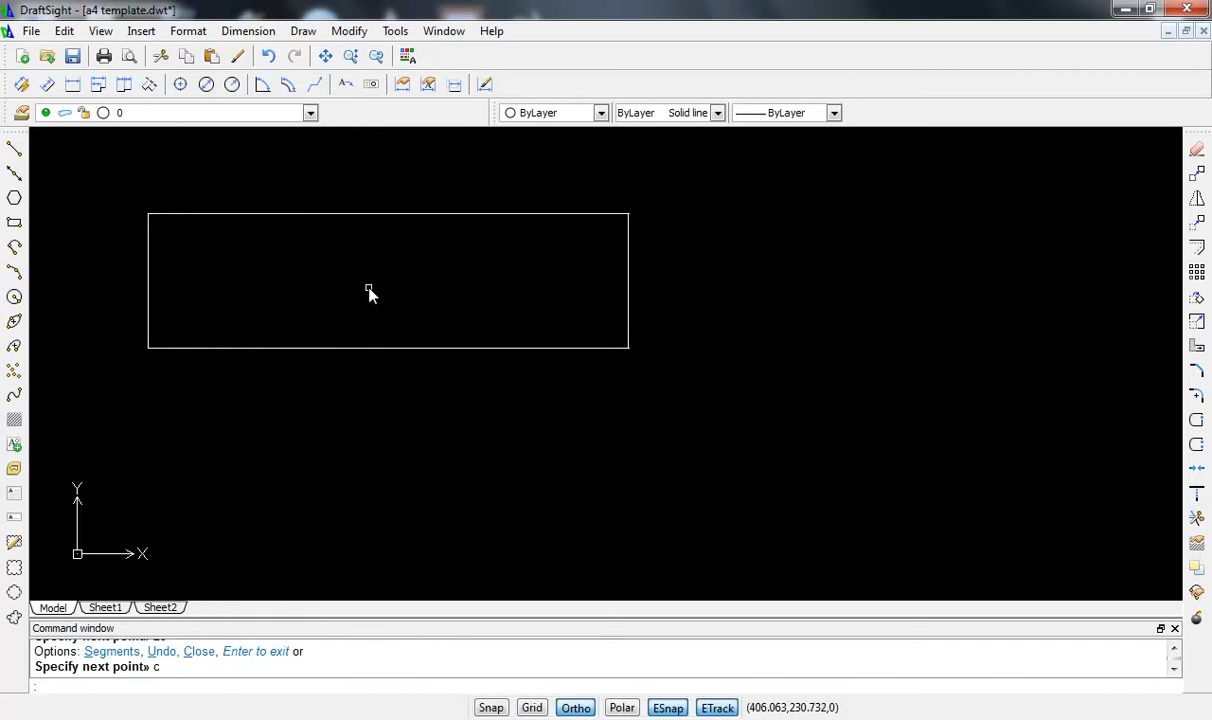 DraftSight - [a4 template.dwt*]
File Edit View Insert Format Dimension Draw Modify Tools Window Help
0 ByLayer ByLayer Solid line ByLayer
Y
X
Model Sheet1 Sheet2
Command window
Options: Segments, Undo, Close, Enter to exit or
Specify next point» c
:
Snap Grid Ortho Polar ESnap ETrack (406.063,230.732,0)